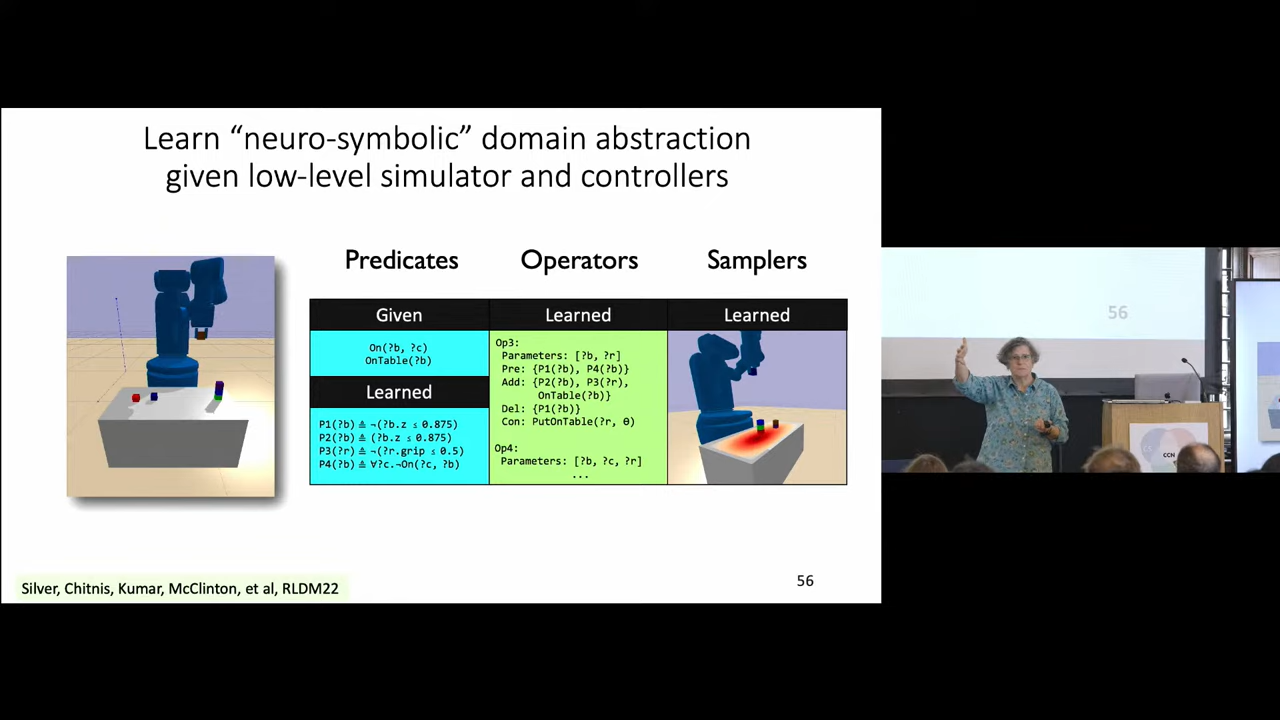 Learn “neuro-symbolic” domain abstraction
given low-level simulator and controllers
Predicates
Operators
Samplers
Given
On(?b, ?c)
OnTable(?b)
Learned
P1(?b) ≜ ¬(?b.z ≤ 0.875)
P2(?b) ≜ (?b.z ≤ 0.875)
P3(?r) ≜ ¬(?r.grip ≤ 0.5)
P4(?b) ≜ ∀?c.¬On(?c, ?b)
Learned
Op3:
Parameters: [?b, ?r]
Pre: {P1(?b), P4(?b)}
Add: {P2(?b), P3(?r),
OnTable(?b)}
Del: {P1(?b)}
Con: PutOnTable(?r, θ)
Op4:
Parameters: [?b, ?c, ?r]
...
Learned
Silver, Chitnis, Kumar, McClinton, et al, RLDM22
56
56
CCN